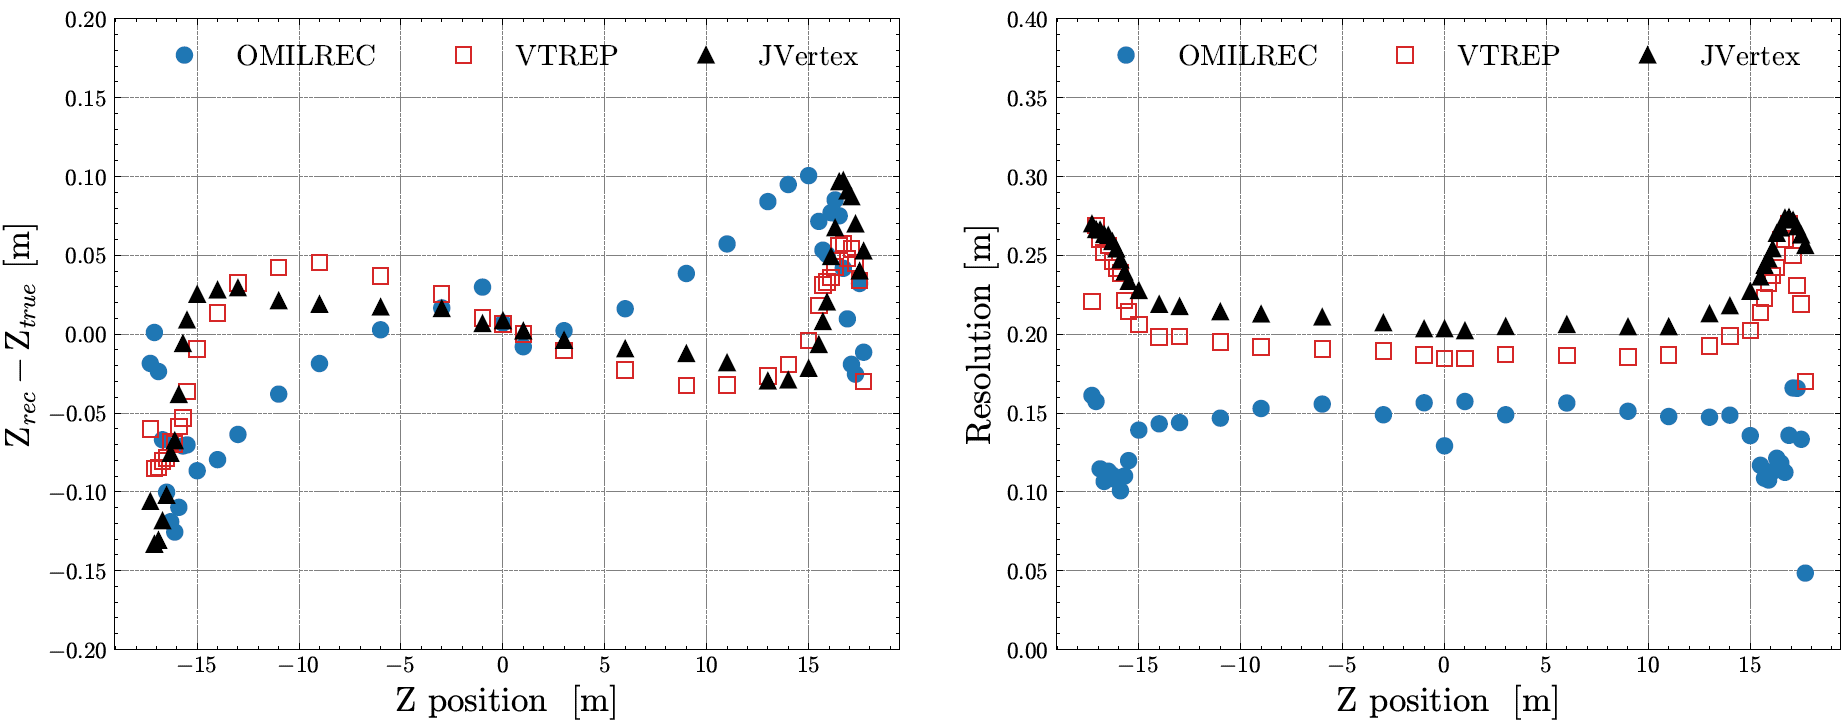 OMILREC VTREP JVertex
0.20
0.15
0.10
0.05
0.00
−0.05
−0.10
−0.15
−0.20
Z_rec − Z_true [m]
−15 −10 −5 0 5 10 15
Z position [m]
OMILREC VTREP JVertex
0.40
0.35
0.30
0.25
0.20
0.15
0.10
0.05
0.00
Resolution [m]
−15 −10 −5 0 5 10 15
Z position [m]